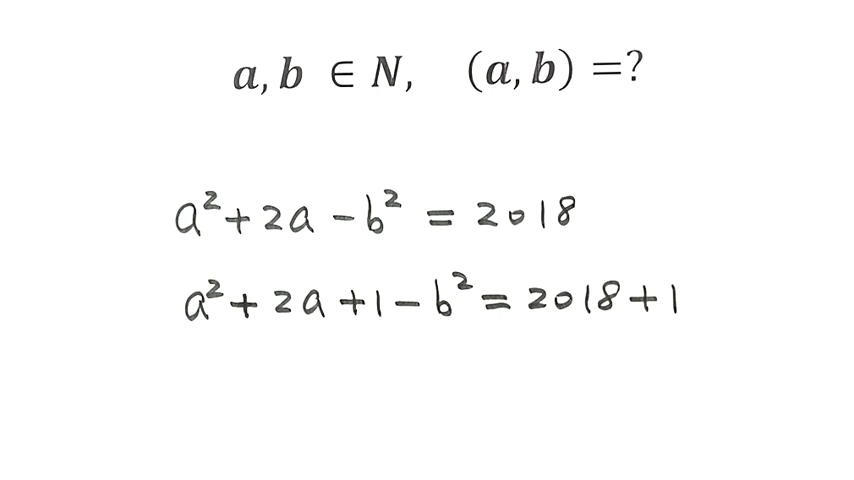 a, b ∈ N, (a, b) =?
a² + 2a − b² = 2018
a² + 2a + 1 − b² = 2018 + 1